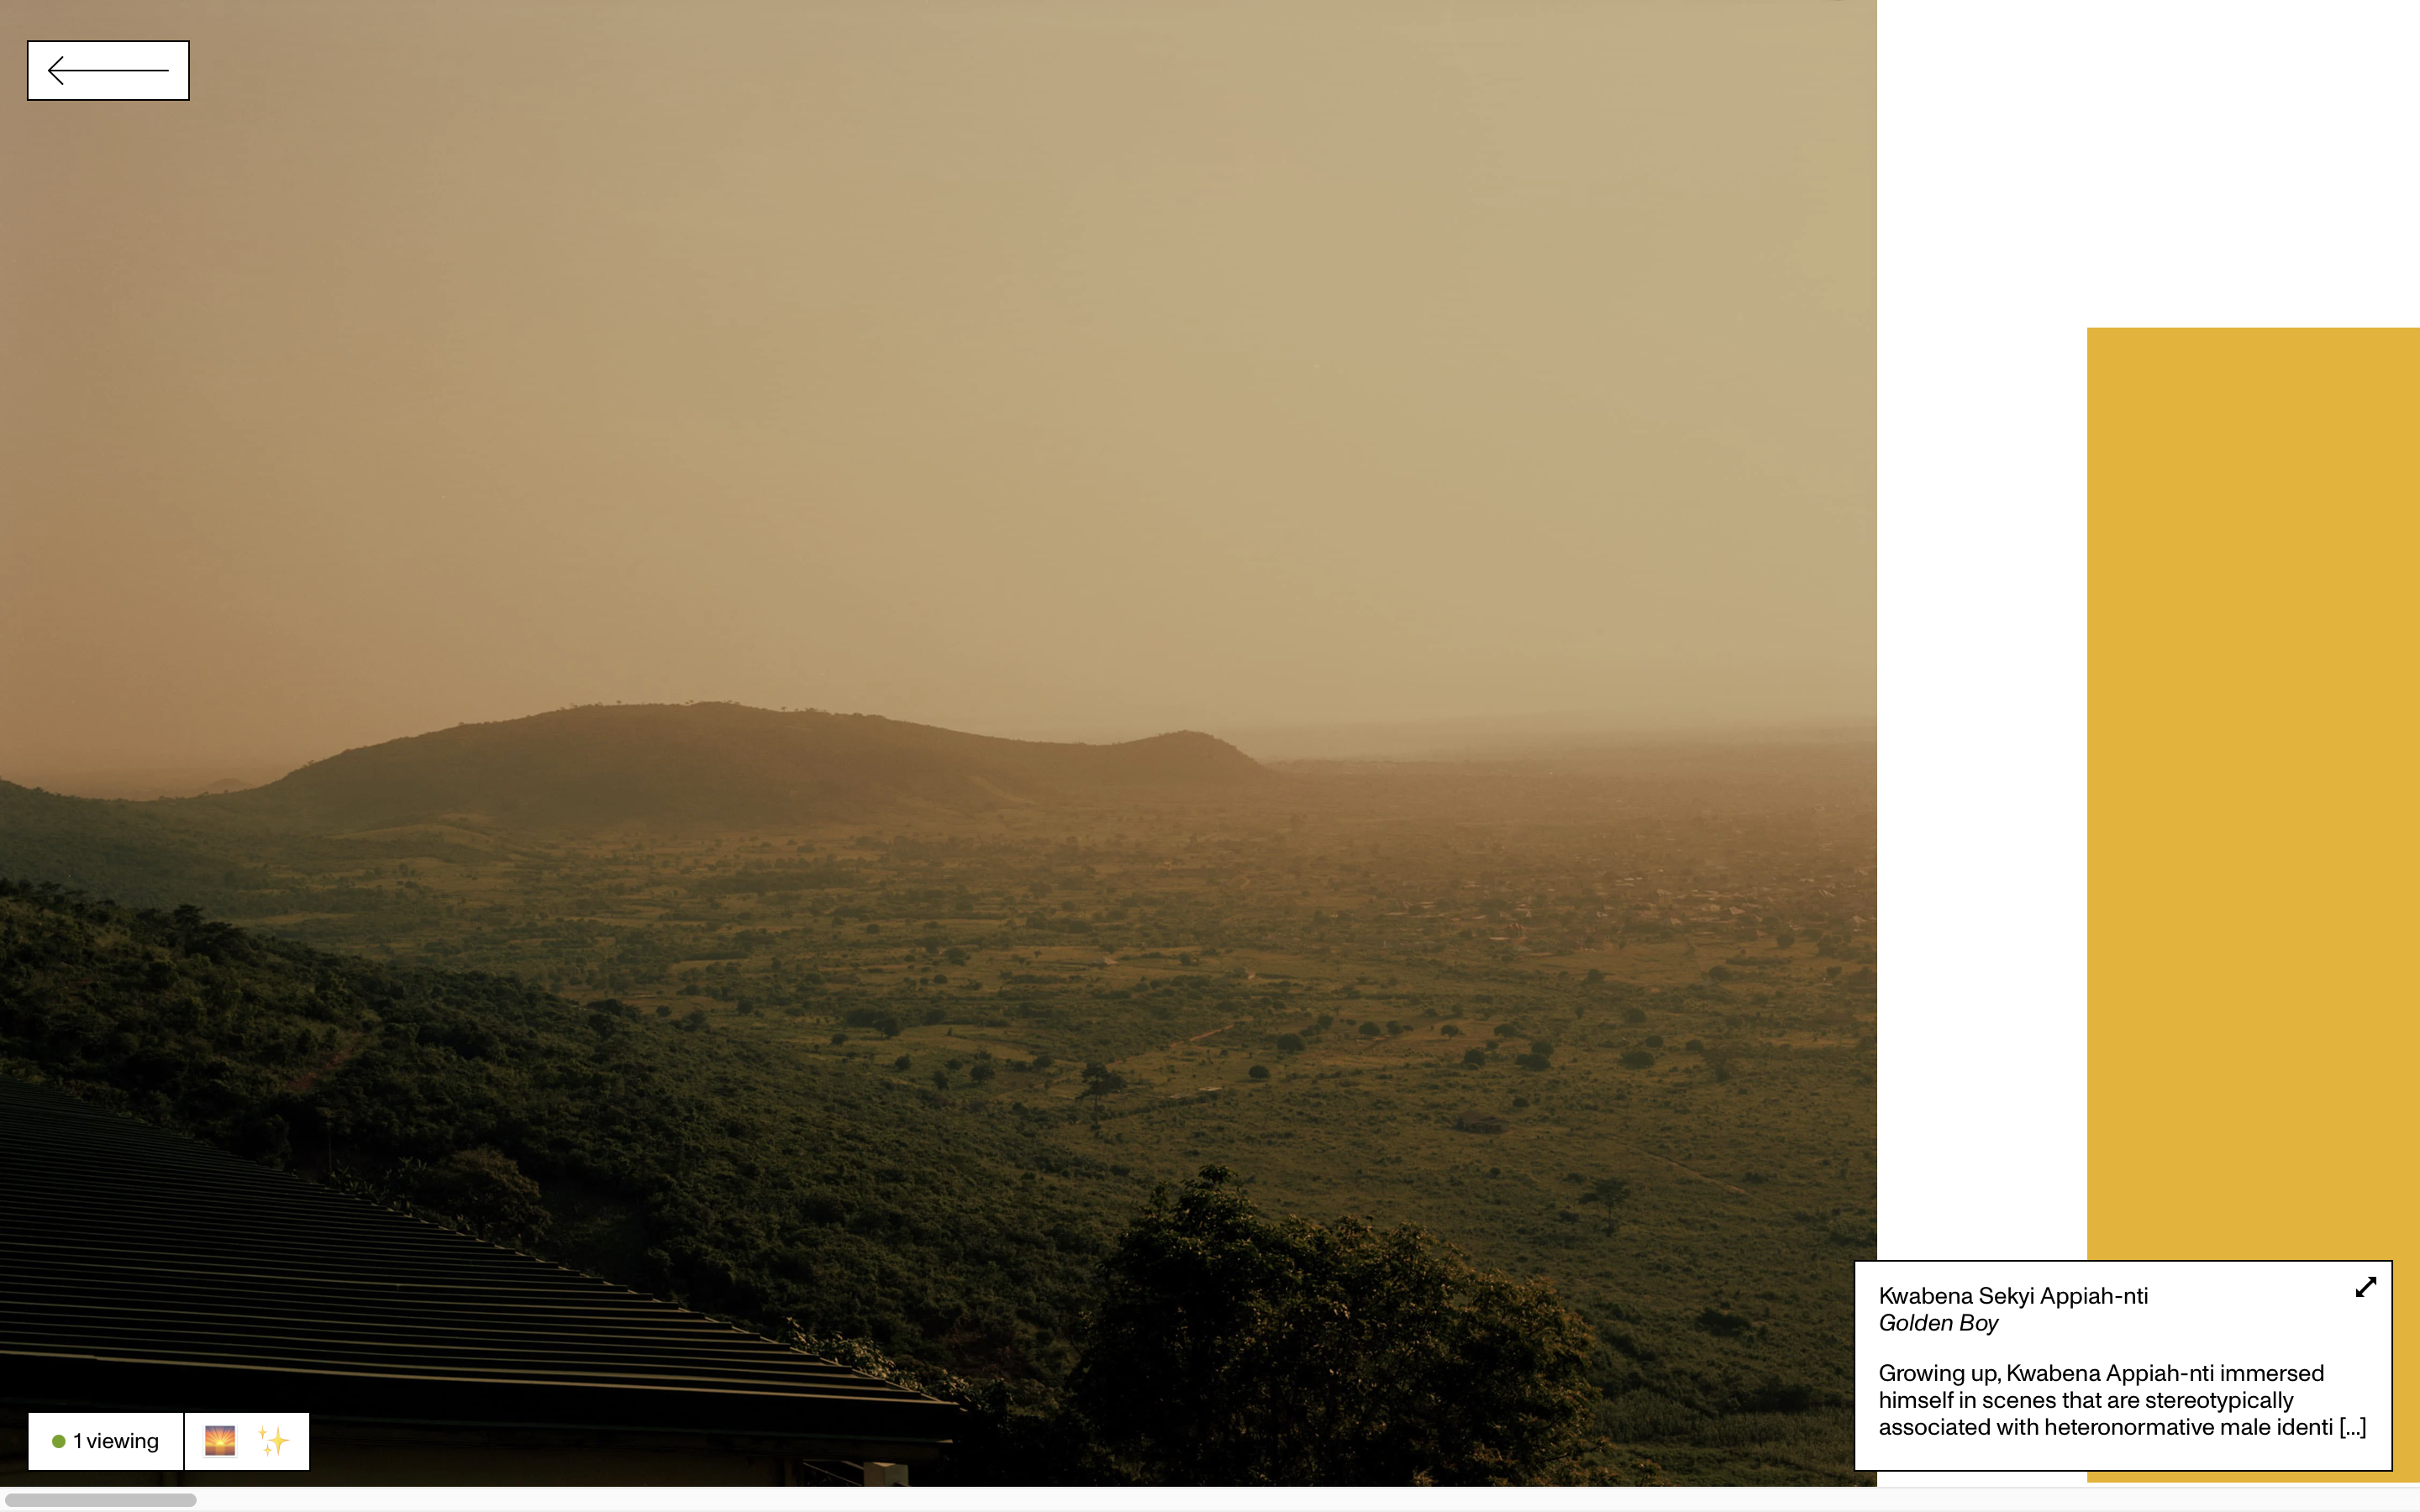 Kwabena Sekyi Appiah-nti
Golden Boy
Growing up, Kwabena Appiah-nti immersed
himself in scenes that are stereotypically
associated with heteronormative male identi [...]
1 viewing